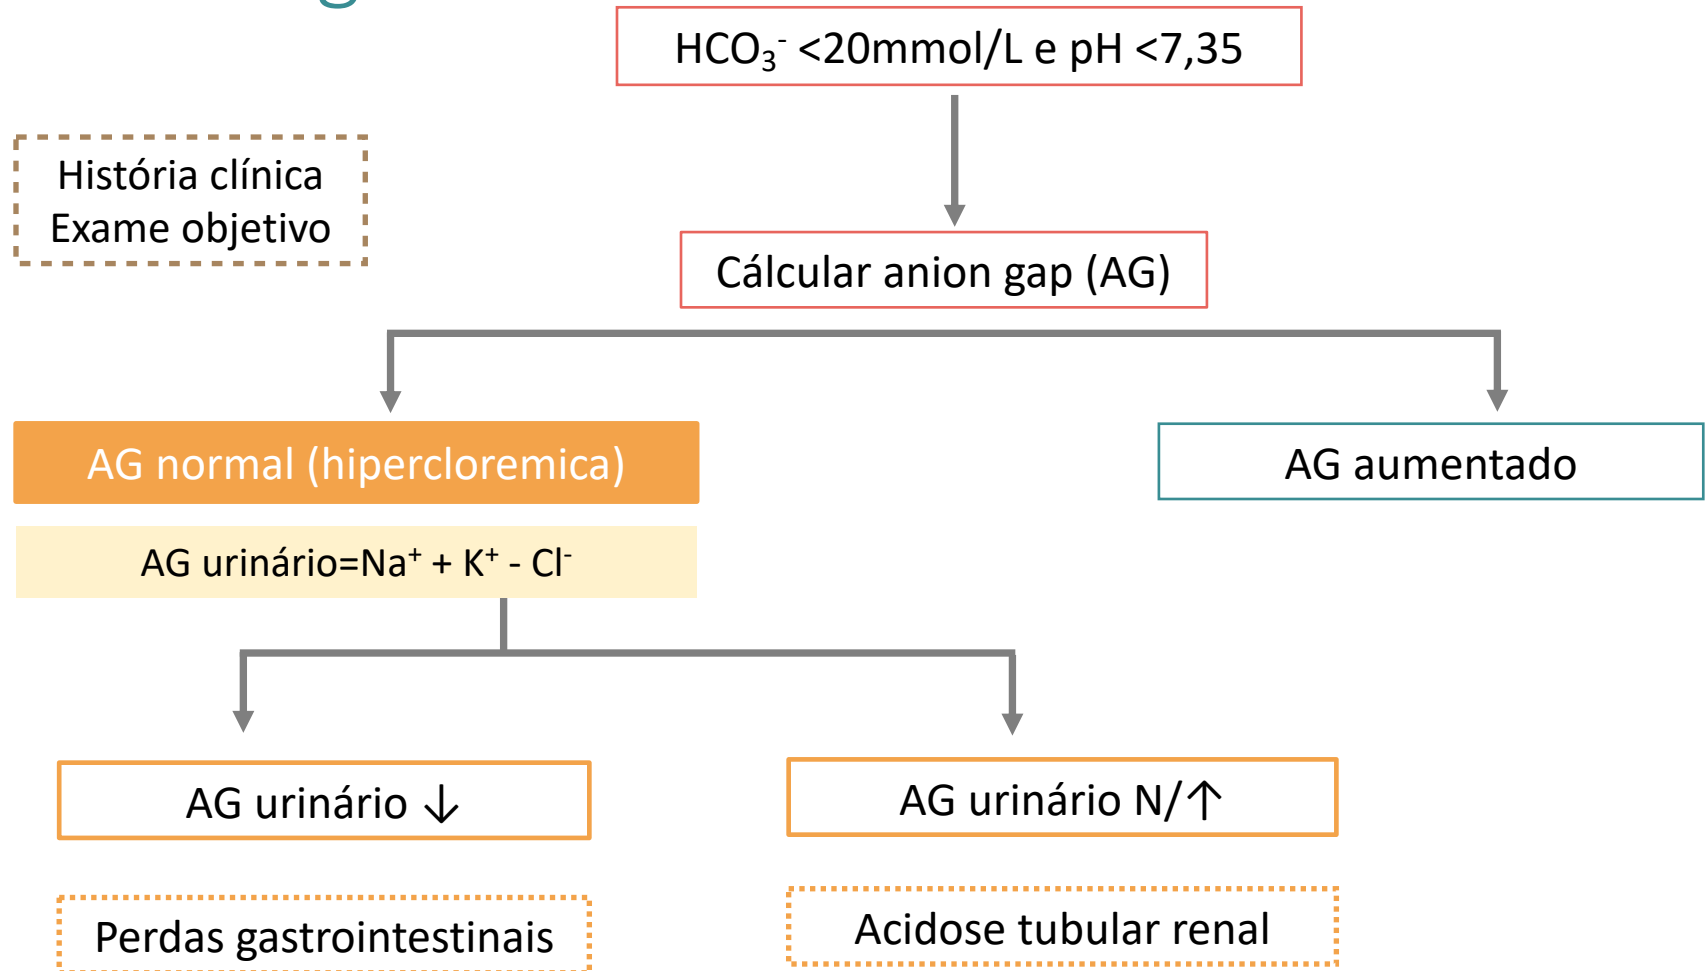 HCO₃⁻ <20mmol/L e pH <7,35
História clínica
Exame objetivo
Cálcular anion gap (AG)
AG normal (hipercloremica)
AG aumentado
AG urinário=Na⁺ + K⁺ - Cl⁻
AG urinário ↓
AG urinário N/↑
Perdas gastrointestinais
Acidose tubular renal